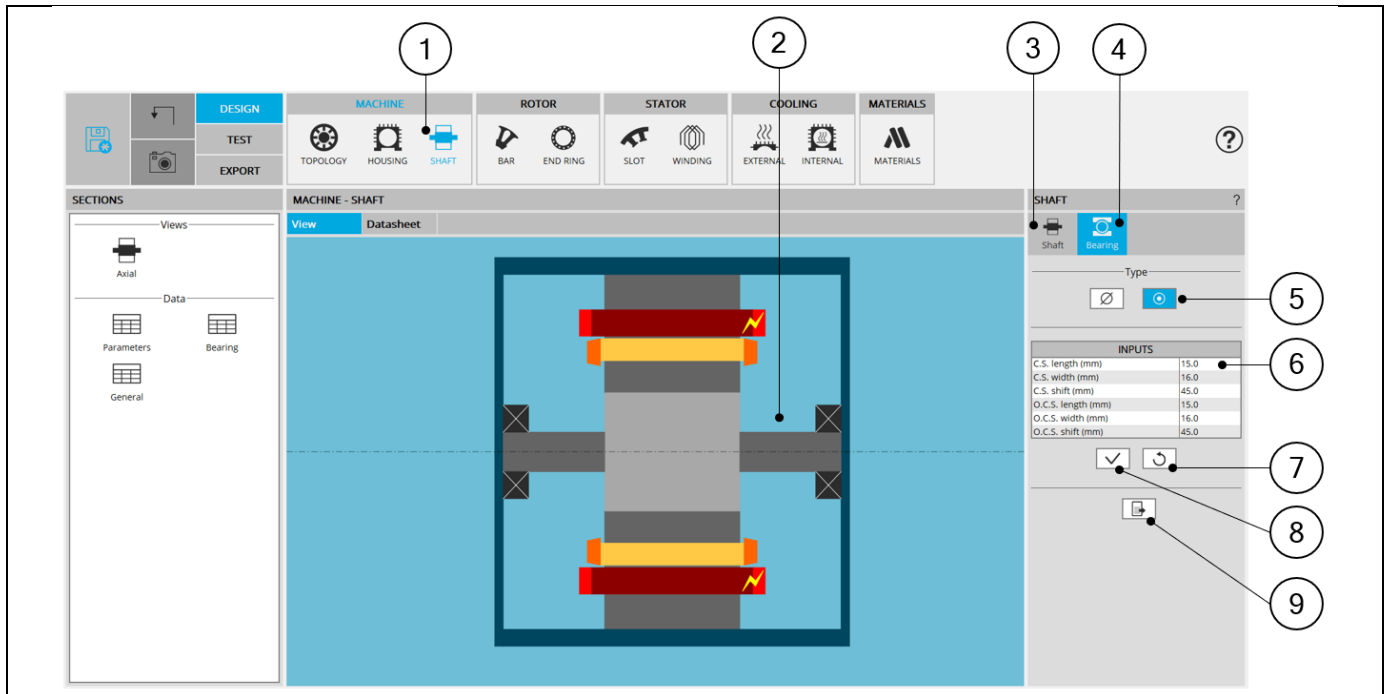 1
2
3
4
DESIGN
TEST
EXPORT
MACHINE
TOPOLOGY HOUSING SHAFT
ROTOR
BAR END RING
STATOR
SLOT WINDING
COOLING
EXTERNAL INTERNAL
MATERIALS
MATERIALS
?
SECTIONS
Views
Axial
Data
Parameters Bearing
General
MACHINE - SHAFT
View Datasheet
SHAFT ?
Shaft Bearing
Type
5
INPUTS
C.S. length (mm) 15.0
C.S. width (mm) 16.0
C.S. shift (mm) 45.0
O.C.S. length (mm) 15.0
O.C.S. width (mm) 16.0
O.C.S. shift (mm) 45.0
6
7
8
9